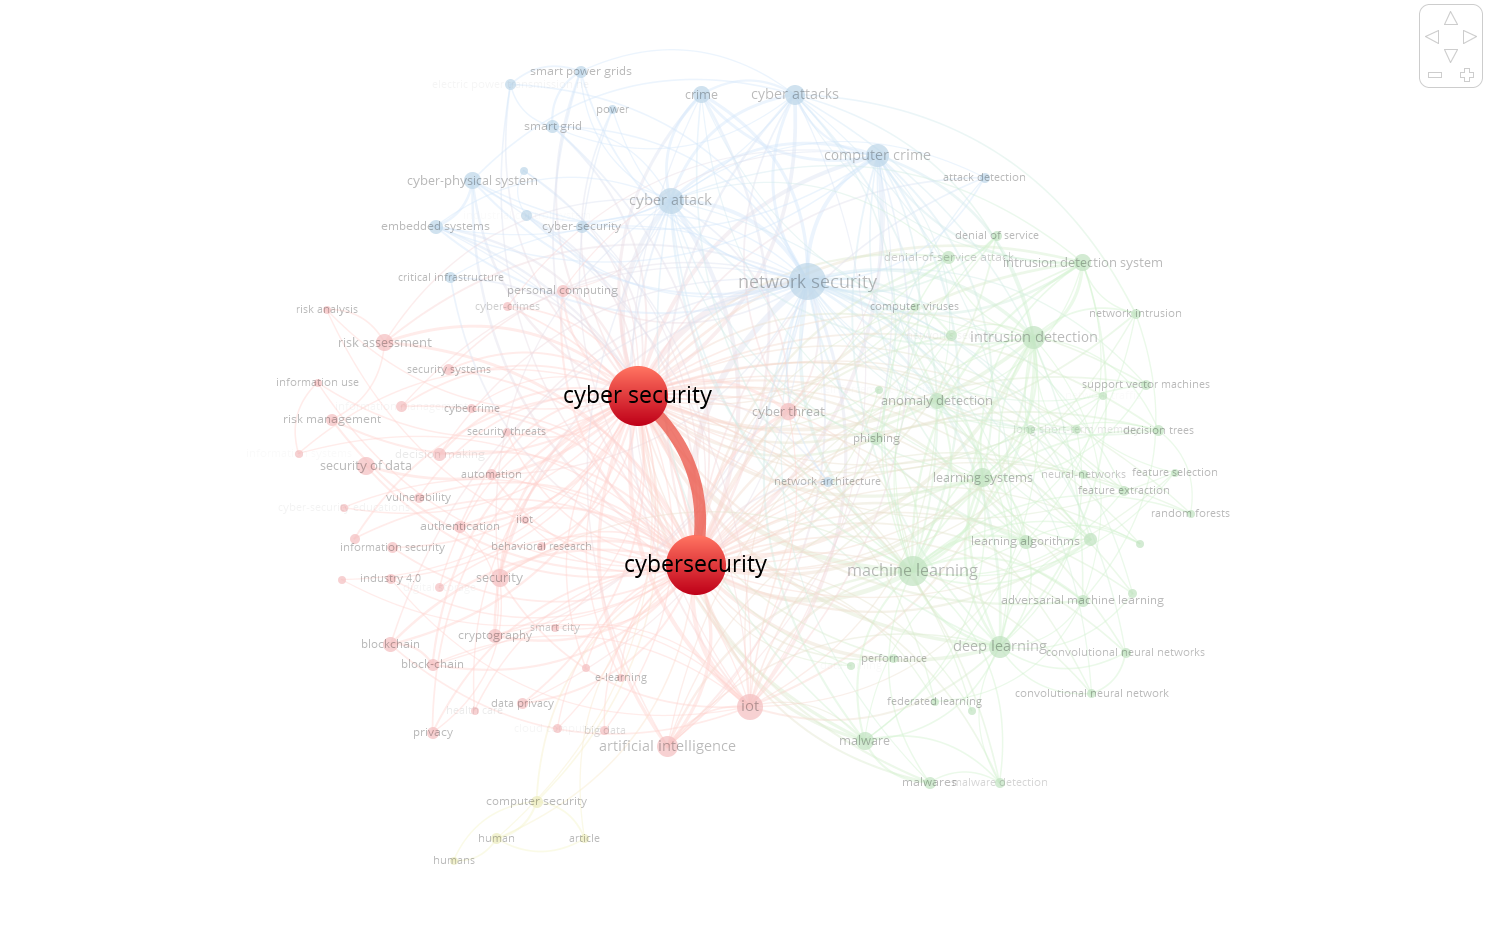 smart power grids
crime
cyber attacks
power
smart grid
computer crime
attack detection
cyber-physical system
cyber attack
embedded systems
cyber-security
denial of service
denial-of-service attack
intrusion detection system
critical infrastructure
network security
personal computing
cyber-crimes
computer viruses
risk analysis
network intrusion
risk assessment
intrusion detection
security systems
information use
support vector machines
cyber security
anomaly detection
cybercrime
cyber threat
risk management
security threats
phishing
long short-term memory
decision trees
decision making
security of data
automation
network architecture
learning systems
neural-networks
feature selection
feature extraction
vulnerability
random forests
authentication
iiot
information security
behavioral research
learning algorithms
cybersecurity
machine learning
industry 4.0
security
adversarial machine learning
smart city
cryptography
blockchain
deep learning
convolutional neural networks
block-chain
performance
e-learning
convolutional neural network
data privacy
federated learning
health care
iot
privacy
big data
artificial intelligence
malware
malwares
malware detection
computer security
human
article
humans